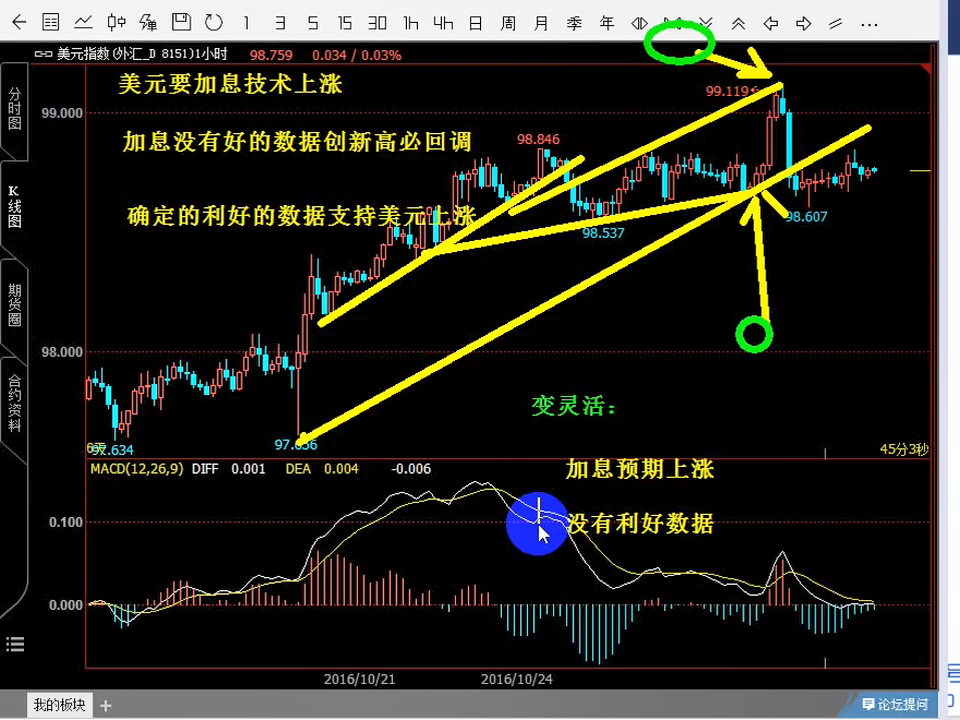 1 3 5 15 30 1h 4h 日 周 月 季 年
美元指数(外汇_D 8151)1小时 98.759 0.034 / 0.03%
美元要加息技术上涨
99.119
99.000
98.846
加息没有好的数据创新高必回调
确定的利好的数据支持美元上涨
98.607
98.537
98.000
变灵活:
97.634
45分3秒
MACD(12,26,9) DIFF 0.001 DEA 0.004 -0.006
加息预期上涨
0.100
没有利好数据
0.000
2016/10/21 2016/10/24
分时图
K线图
期货圈
合约资料
我的板块 +
论坛提问